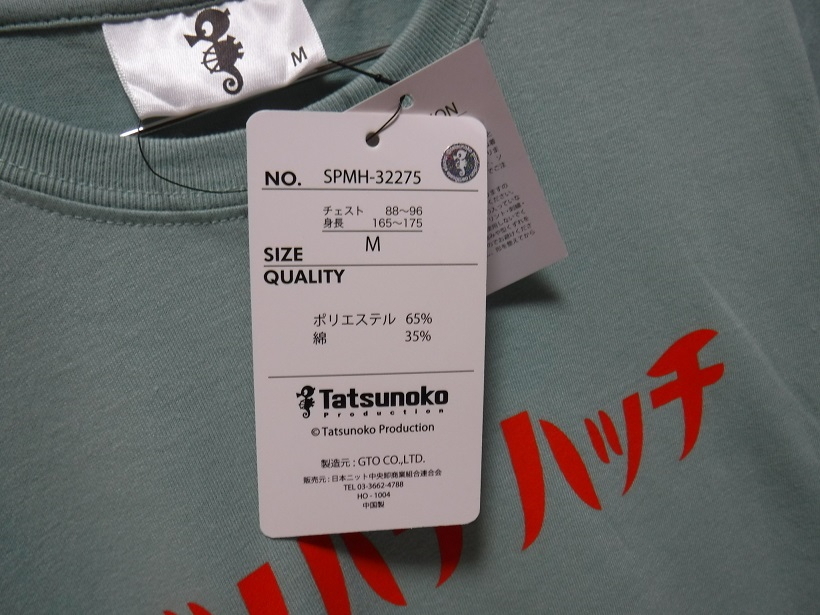 M
NO. SPMH-32275
チェスト 88～96
身長 165～175
SIZE M
QUALITY
ポリエステル 65%
綿 35%
Tatsunoko
Production
© Tatsunoko Production
製造元 : GTO CO.,LTD.
販売元 : 日本ニット中央卸商業組合連合会
TEL 03-3662-4788
HO - 1004
中国製
ハッチ